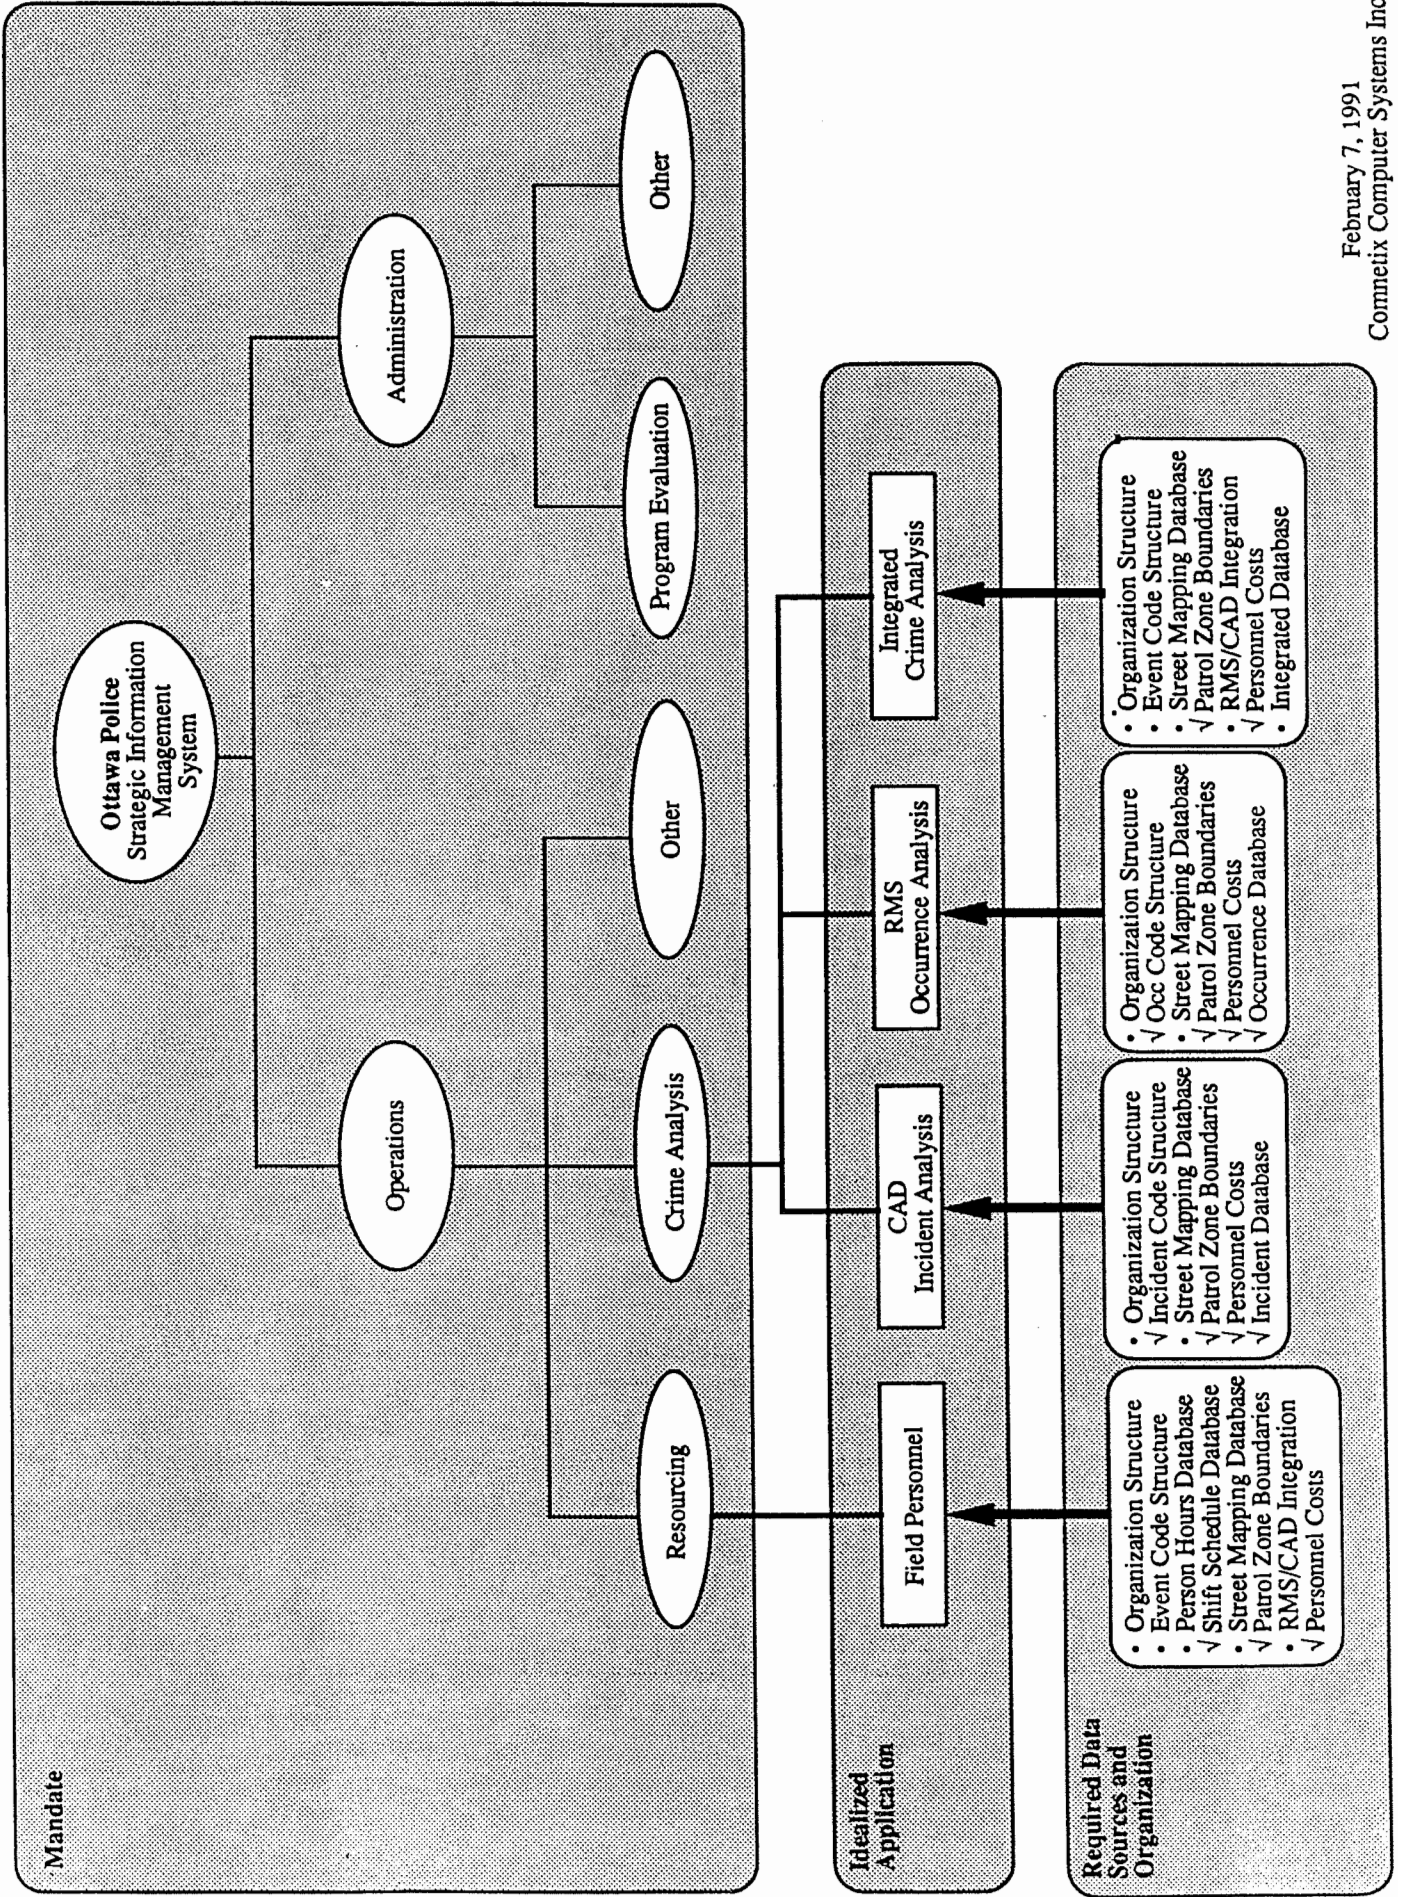 Mandate
Ottawa Police
Strategic Information
Management
System
Operations
Administration
Resourcing
Crime Analysis
Other
Program Evaluation
Other
Idealized
Application
Field Personnel
CAD
Incident Analysis
RMS
Occurrence Analysis
Integrated
Crime Analysis
Required Data
Sources and
Organization
• Organization Structure
• Event Code Structure
• Person Hours Database
√ Shift Schedule Database
• Street Mapping Database
√ Patrol Zone Boundaries
• RMS/CAD Integration
√ Personnel Costs
• Organization Structure
√ Incident Code Structure
• Street Mapping Database
√ Patrol Zone Boundaries
√ Personnel Costs
√ Incident Database
• Organization Structure
√ Occ Code Structure
• Street Mapping Database
√ Patrol Zone Boundaries
√ Personnel Costs
√ Occurrence Database
• Organization Structure
• Event Code Structure
• Street Mapping Database
√ Patrol Zone Boundaries
• RMS/CAD Integration
√ Personnel Costs
• Integrated Database
February 7, 1991
Comnetix Computer Systems Inc